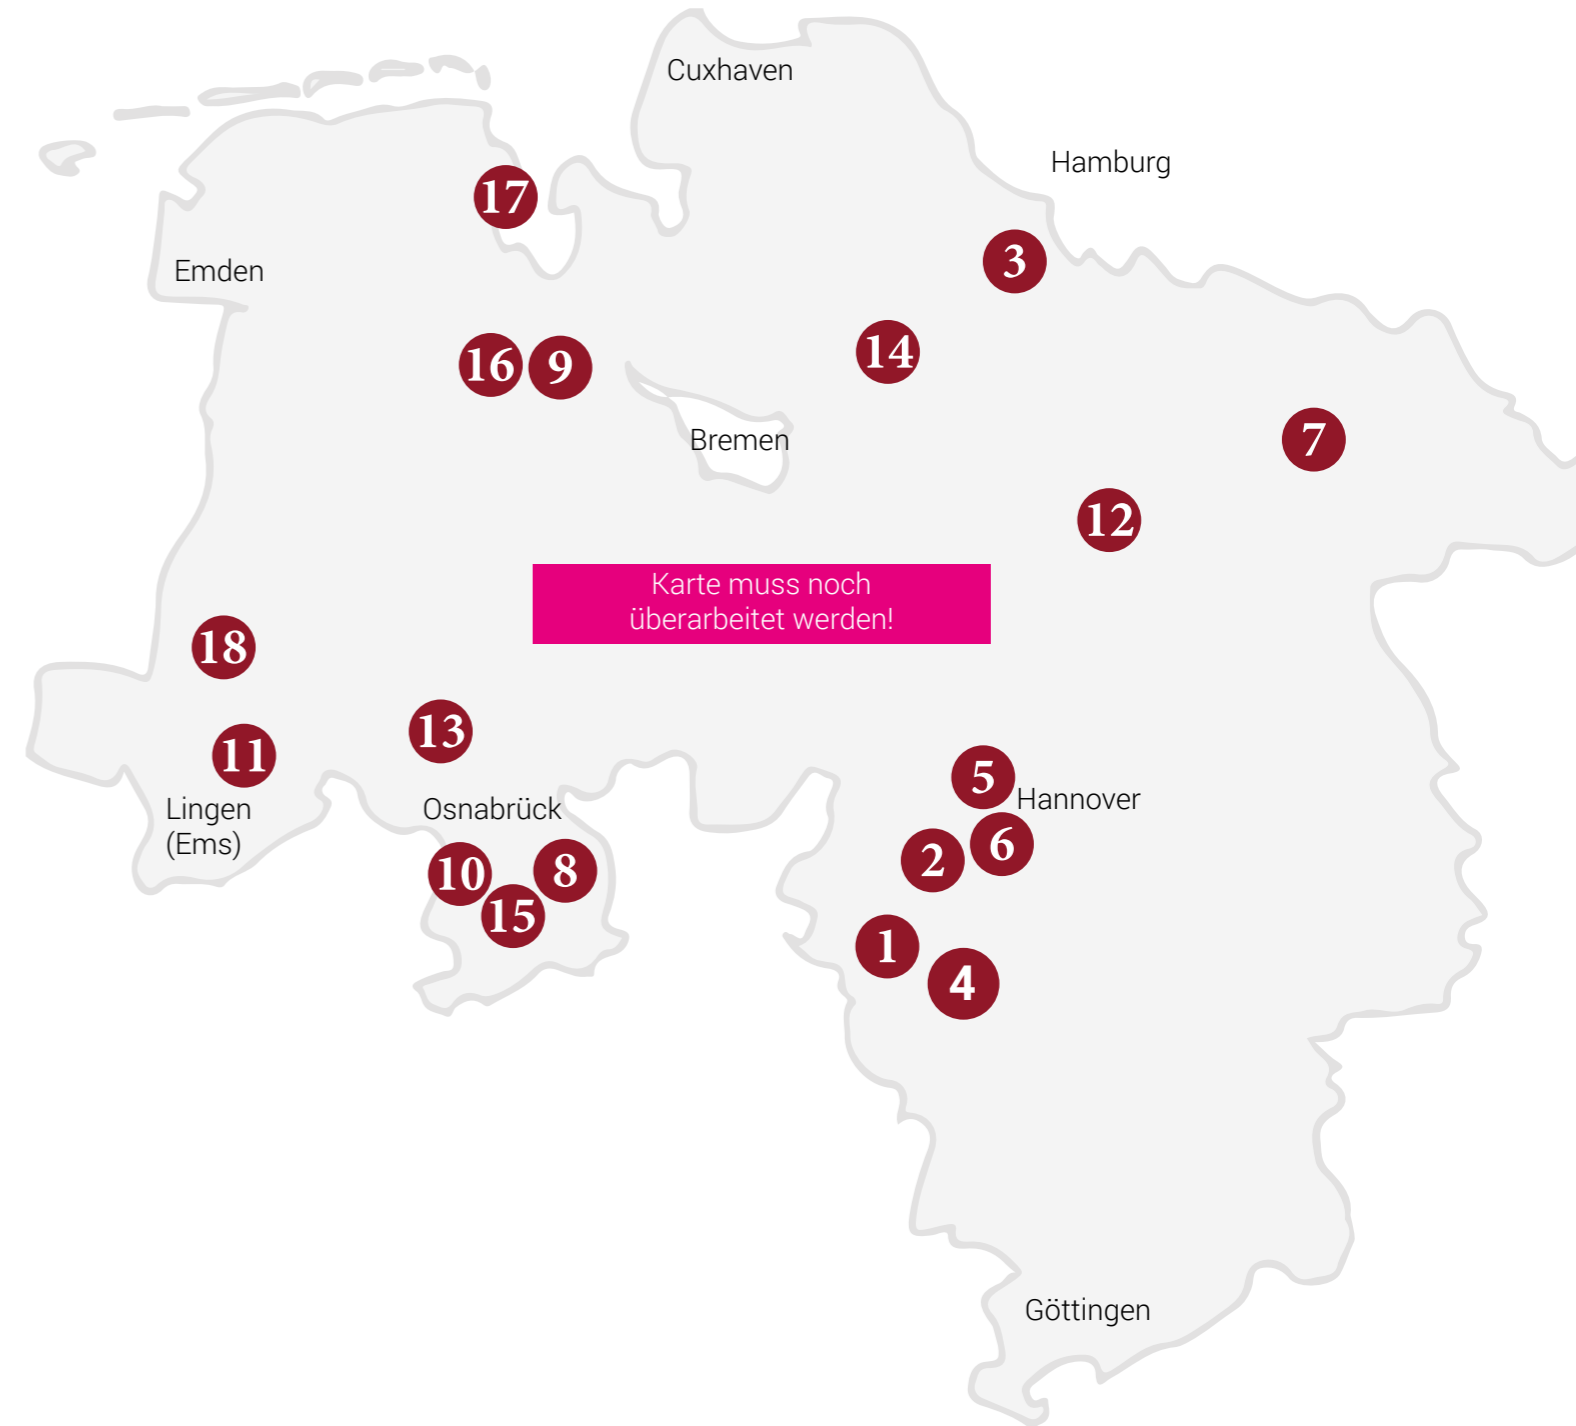 Cuxhaven
Hamburg
17
3
Emden
14
16
9
7
Bremen
12
Karte muss noch
überarbeitet werden!
18
13
11
5
Lingen
(Ems)
Osnabrück
Hannover
6
2
10
8
15
1
4
Göttingen